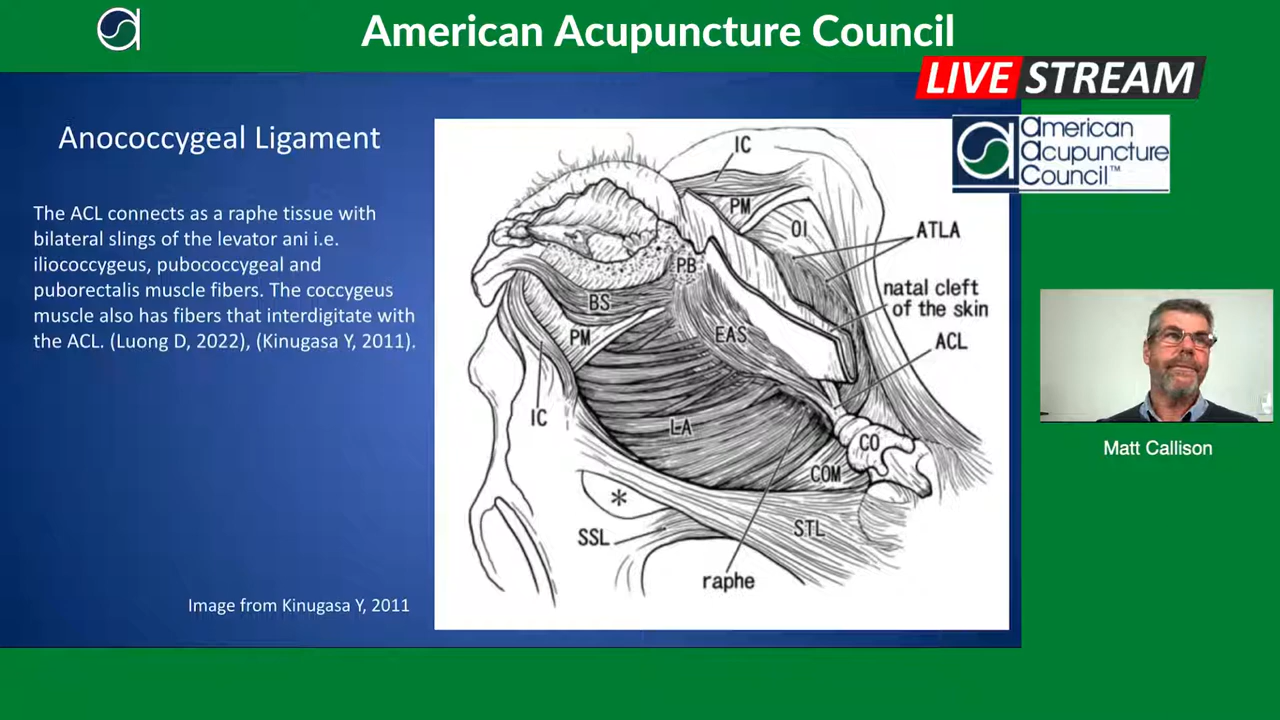 American Acupuncture Council
LIVE STREAM
american
acupuncture
council™
Anococcygeal Ligament
The ACL connects as a raphe tissue with
bilateral slings of the levator ani i.e.
iliococcygeus, pubococcygeal and
puborectalis muscle fibers. The coccygeus
muscle also has fibers that interdigitate with
the ACL. (Luong D, 2022), (Kinugasa Y, 2011).
Image from Kinugasa Y, 2011
IC
PM
OI
ATLA
PB
natal cleft
of the skin
BS
PM
EAS
ACL
IC
LA
CO
COM
*
SSL
STL
raphe
Matt Callison